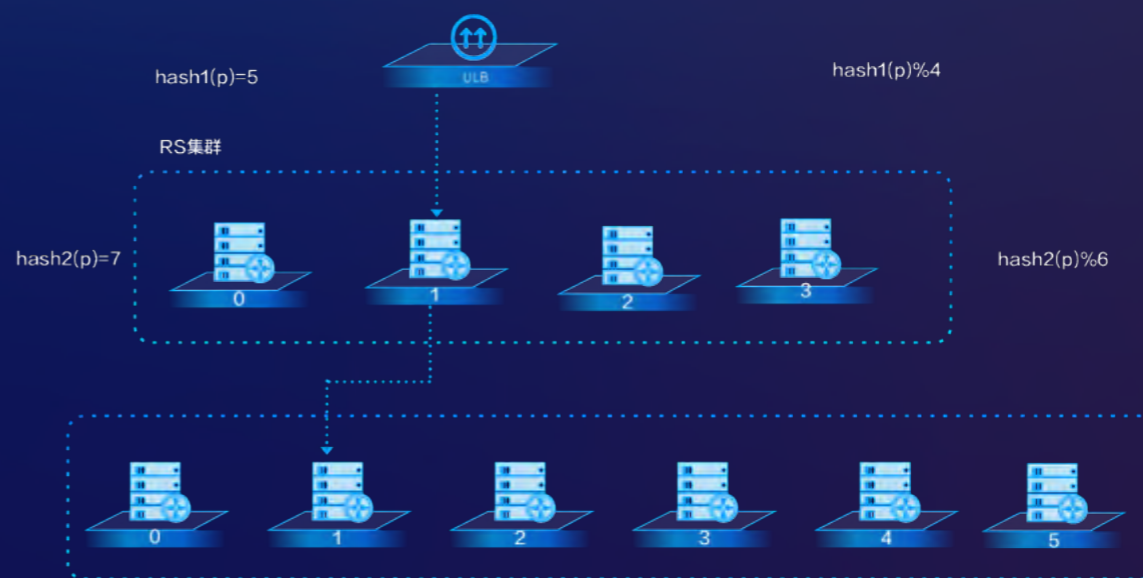 ULB
hash1(p)=5
hash1(p)%4
RS集群
hash2(p)=7
hash2(p)%6
0
1
2
3
0
1
2
3
4
5